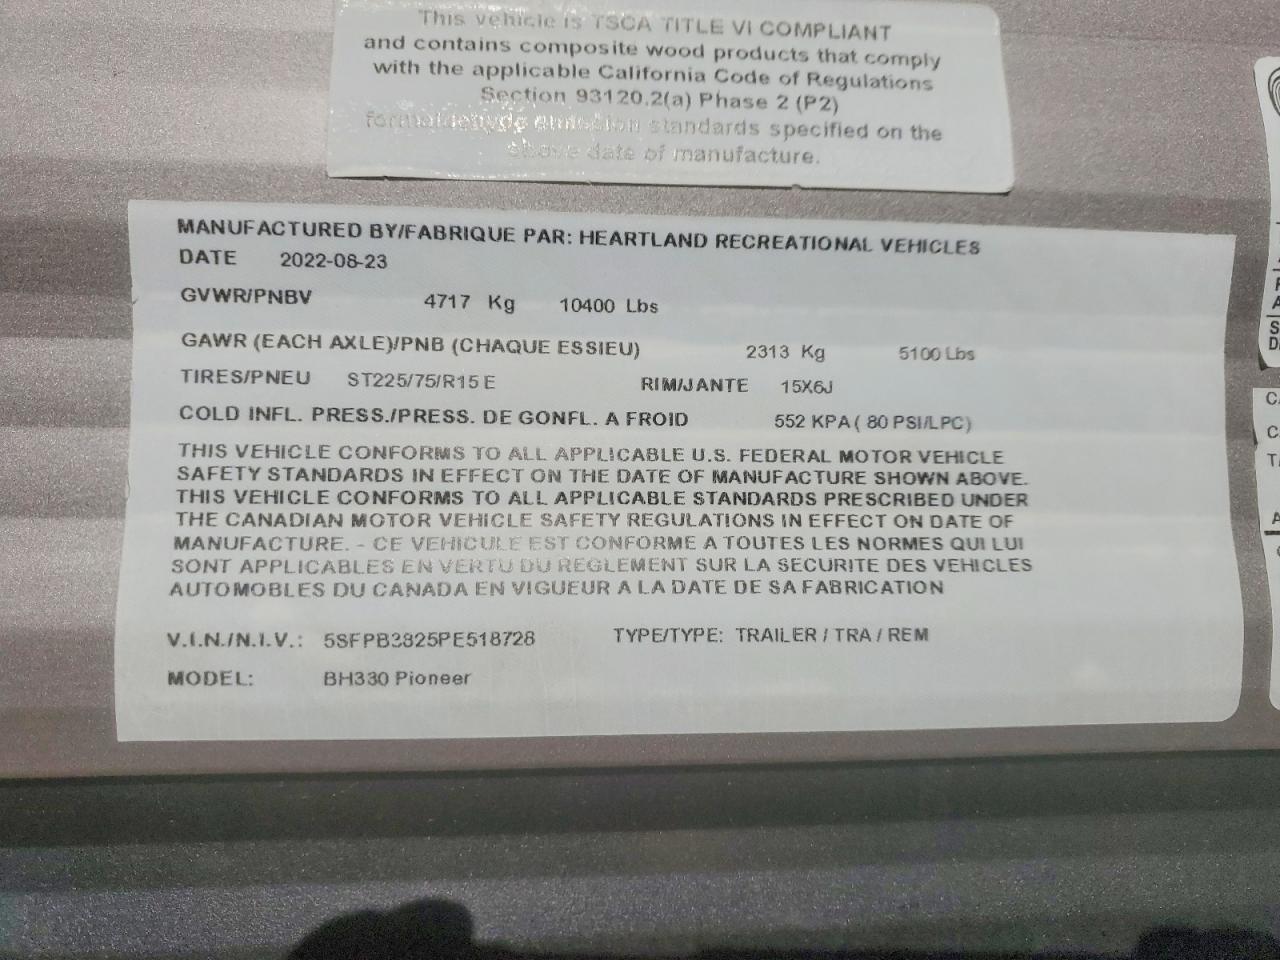 This vehicle is TSCA TITLE VI COMPLIANT
and contains composite wood products that comply
with the applicable California Code of Regulations
Section 93120.2(a) Phase 2 (P2)
formaldehyde emission standards specified on the
above date of manufacture.
MANUFACTURED BY/FABRIQUE PAR: HEARTLAND RECREATIONAL VEHICLES
DATE 2022-08-23
GVWR/PNBV 4717 Kg 10400 Lbs
GAWR (EACH AXLE)/PNB (CHAQUE ESSIEU) 2313 Kg 5100 Lbs
TIRES/PNEU ST225/75/R15 E RIM/JANTE 15X6J
COLD INFL. PRESS./PRESS. DE GONFL. A FROID 552 KPA ( 80 PSI/LPC)
THIS VEHICLE CONFORMS TO ALL APPLICABLE U.S. FEDERAL MOTOR VEHICLE
SAFETY STANDARDS IN EFFECT ON THE DATE OF MANUFACTURE SHOWN ABOVE.
THIS VEHICLE CONFORMS TO ALL APPLICABLE STANDARDS PRESCRIBED UNDER
THE CANADIAN MOTOR VEHICLE SAFETY REGULATIONS IN EFFECT ON DATE OF
MANUFACTURE. - CE VEHICULE EST CONFORME A TOUTES LES NORMES QUI LUI
SONT APPLICABLES EN VERTU DU REGLEMENT SUR LA SECURITE DES VEHICLES
AUTOMOBLES DU CANADA EN VIGUEUR A LA DATE DE SA FABRICATION
V.I.N./N.I.V.: 5SFPB3825PE518728 TYPE/TYPE: TRAILER / TRA / REM
MODEL: BH330 Pioneer